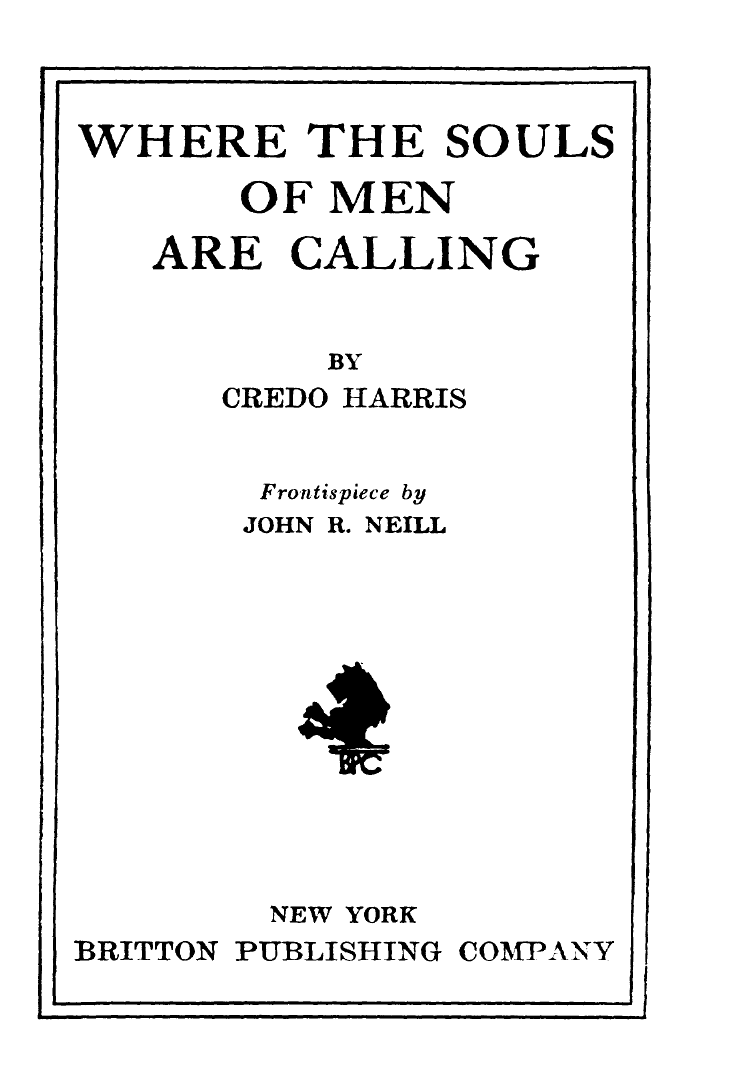 WHERE THE SOULS
OF MEN
ARE CALLING
BY
CREDO HARRIS
Frontispiece by
JOHN R. NEILL
BPC
NEW YORK
BRITTON PUBLISHING COMPANY